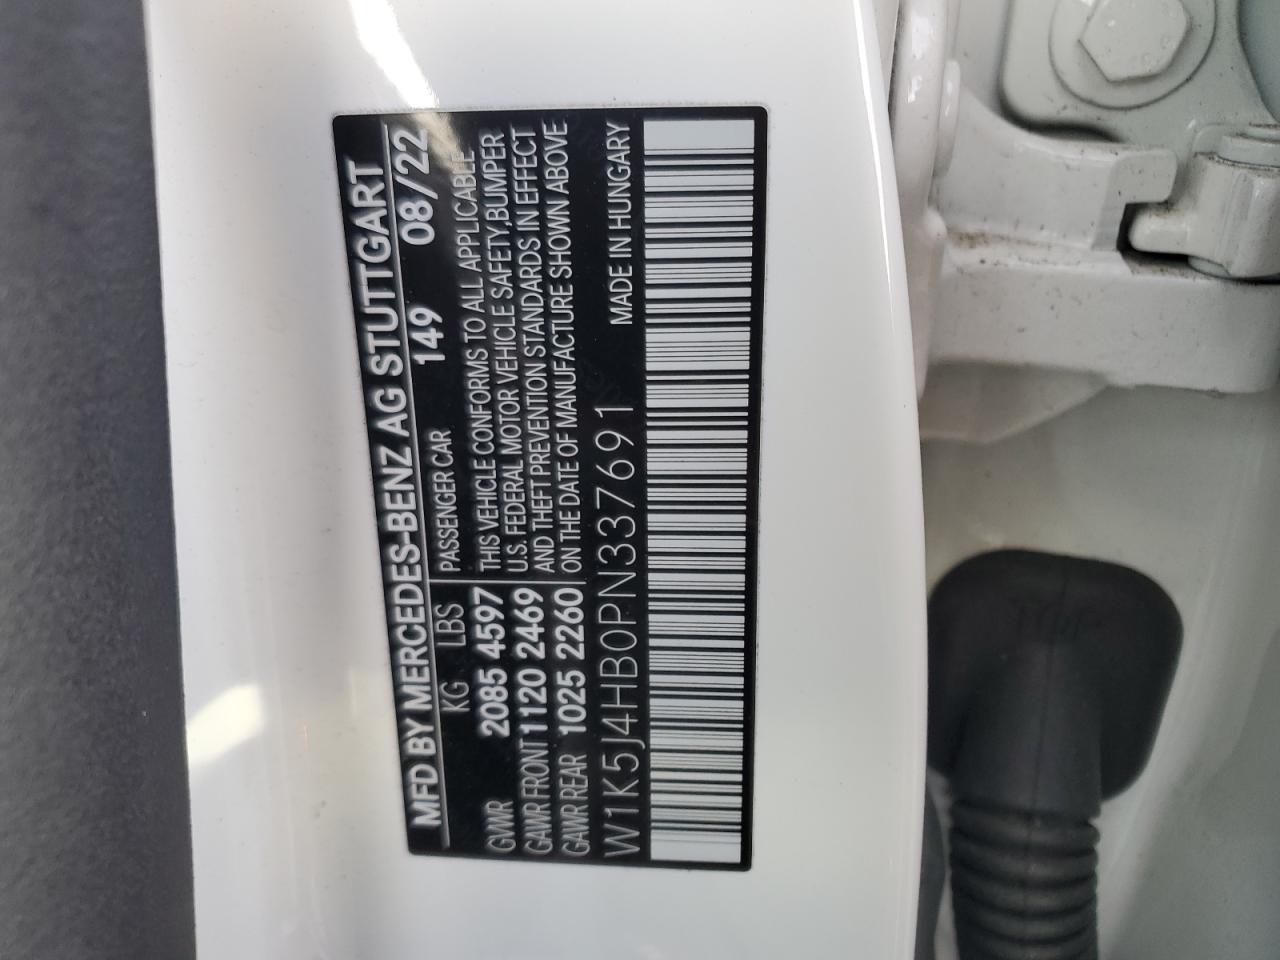 MFD BY MERCEDES-BENZ AG STUTTGART
KG LBS PASSENGER CAR 149 08/22
GVWR 2085 4597 THIS VEHICLE CONFORMS TO ALL APPLICABLE
U.S. FEDERAL MOTOR VEHICLE SAFETY,BUMPER
GAWR FRONT 1120 2469 AND THEFT PREVENTION STANDARDS IN EFFECT
GAWR REAR 1025 2260 ON THE DATE OF MANUFACTURE SHOWN ABOVE
W1K5J4HB0PN337691 MADE IN HUNGARY